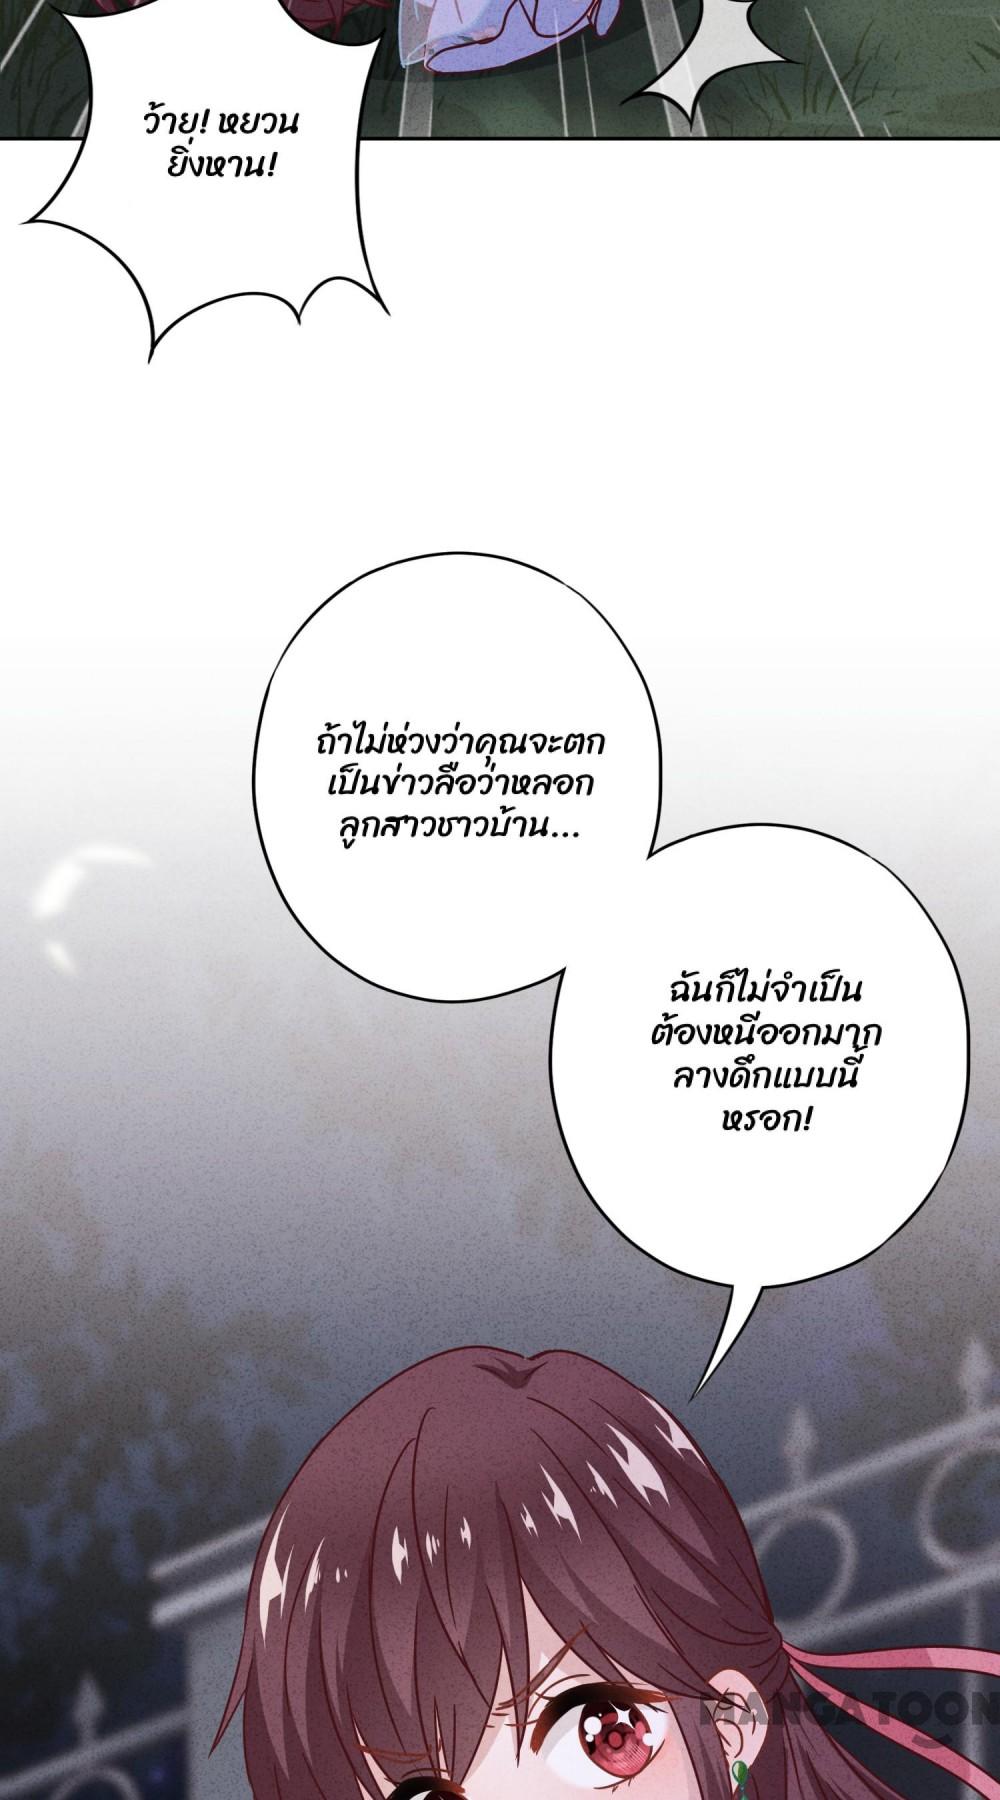 ว้าย! หยวน
ยิ่งหาน!
ถ้าไม่ห่วงว่าคุณจะตก
เป็นข่าวลือว่าหลอก
ลูกสาวชาวบ้าน...
ฉันก็ไม่จำเป็น
ต้องหนีออกมาก
ลางดึกแบบนี้
หรอก!
MANGATOON